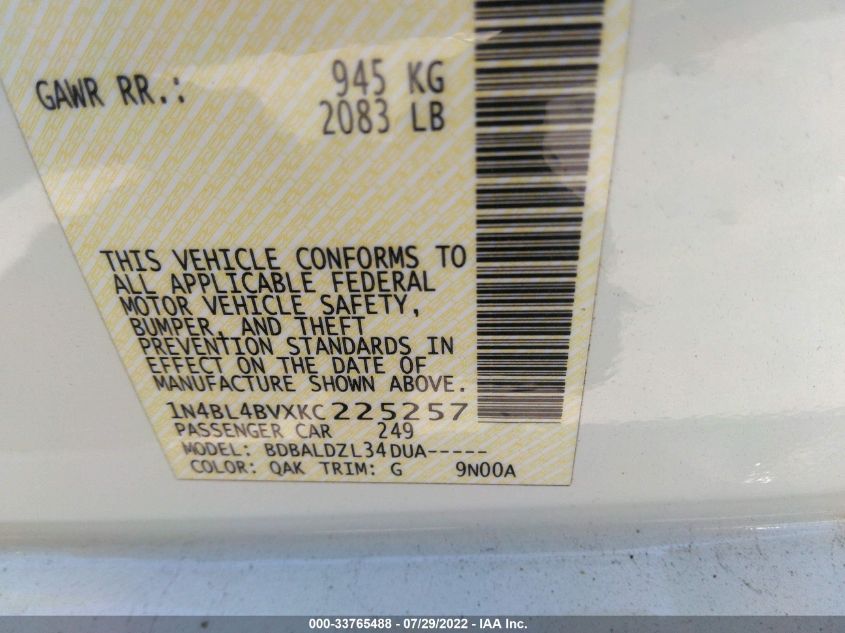 GAWR RR.: 945 KG
2083 LB
THIS VEHICLE CONFORMS TO
ALL APPLICABLE FEDERAL
MOTOR VEHICLE SAFETY,
BUMPER, AND THEFT
PREVENTION STANDARDS IN
EFFECT ON THE DATE OF
MANUFACTURE SHOWN ABOVE.
1N4BL4BVXKC225257
PASSENGER CAR 249
MODEL: BDBALDZL34DUA-----
COLOR: QAK TRIM: G 9N00A
000-33765488 - 07/29/2022 - IAA Inc.